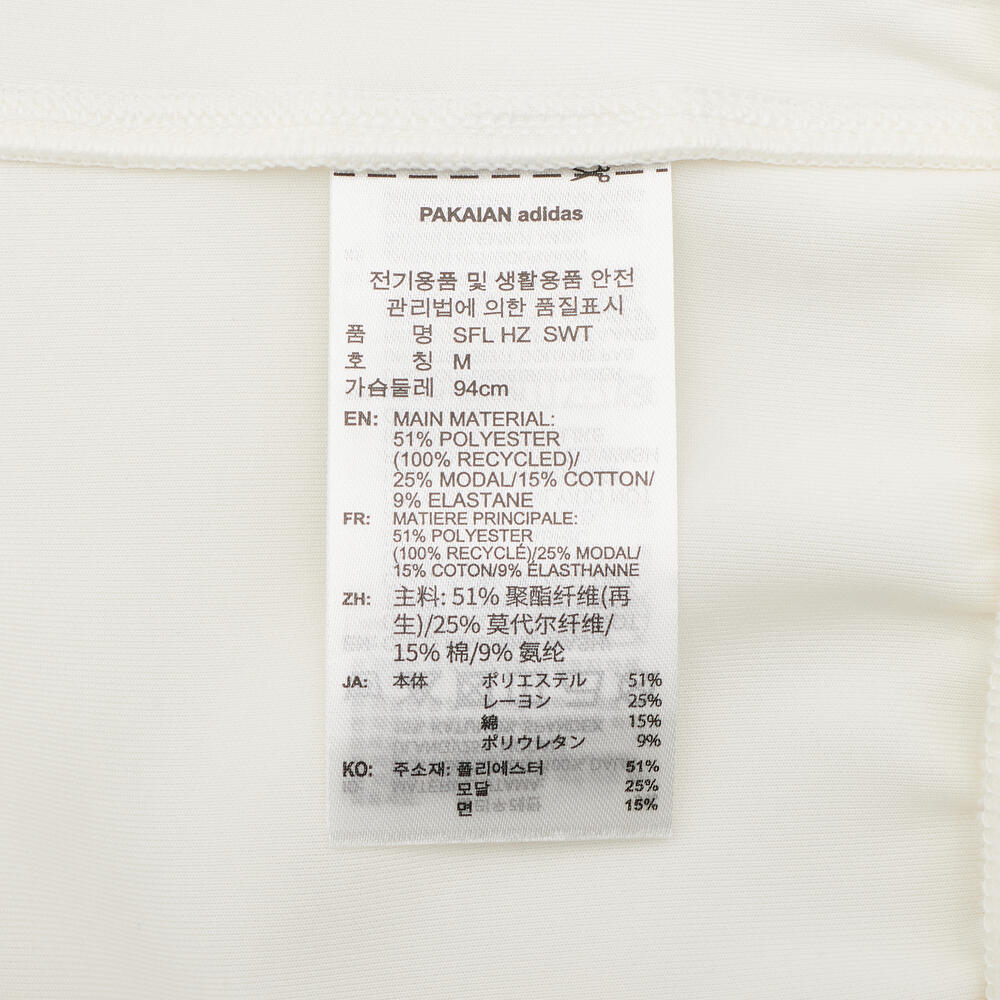 PAKAIAN adidas
전기용품 및 생활용품 안전
관리법에 의한 품질표시
품 명 SFL HZ SWT
호 칭 M
가슴둘레 94cm
EN: MAIN MATERIAL:
51% POLYESTER
(100% RECYCLED)/
25% MODAL/15% COTTON/
9% ELASTANE
FR: MATIERE PRINCIPALE:
51% POLYESTER
(100% RECYCLÉ)/25% MODAL/
15% COTON/9% ÉLASTHANNE
ZH: 主料: 51% 聚酯纤维(再
生)/25% 莫代尔纤维/
15% 棉/9% 氨纶
JA: 本体 ポリエステル 51%
レーヨン 25%
綿 15%
ポリウレタン 9%
KO: 주소재: 폴리에스터 51%
모달 25%
면 15%